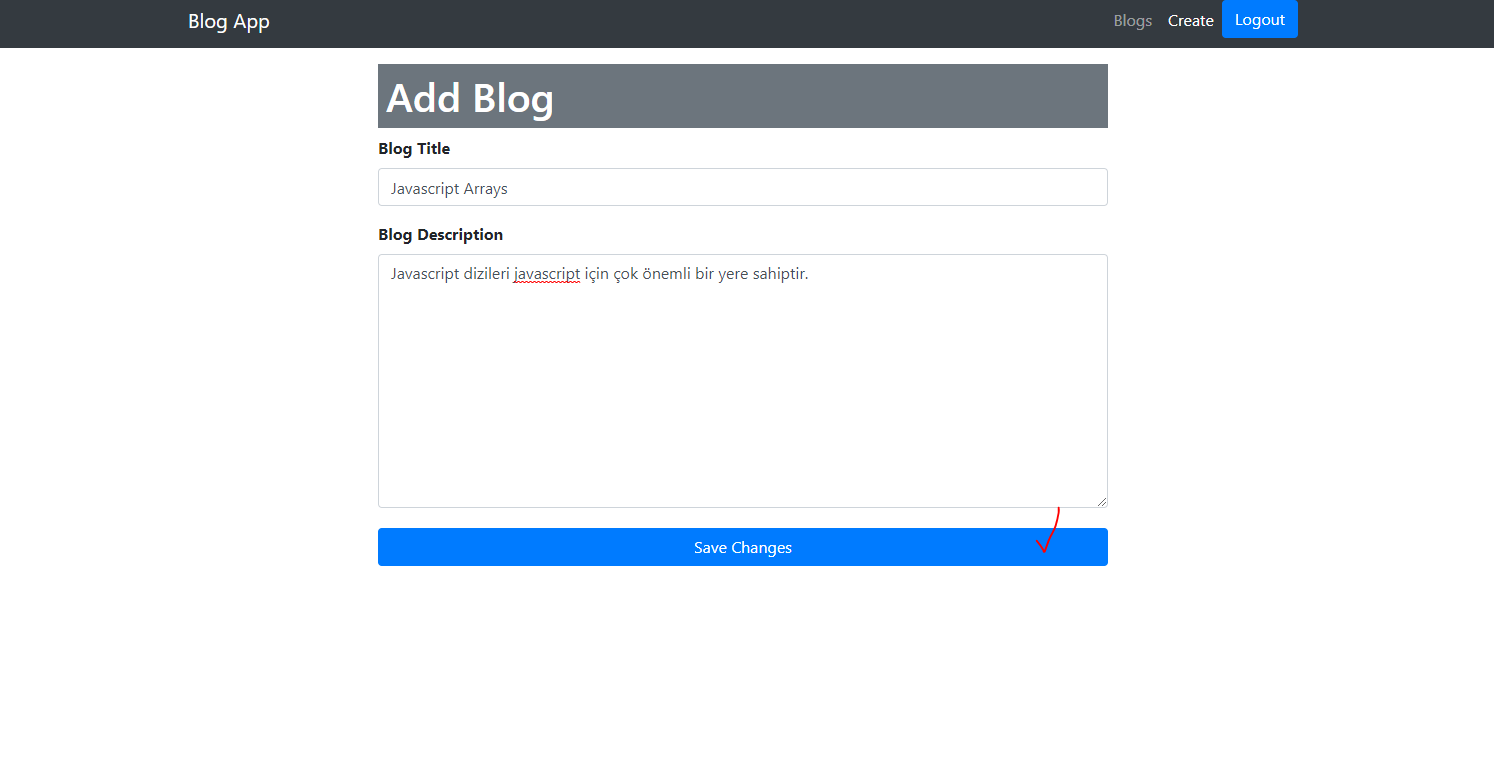 Blog App
Blogs Create Logout
Add Blog
Blog Title
Javascript Arrays
Blog Description
Javascript dizileri javascript için çok önemli bir yere sahiptir.
Save Changes